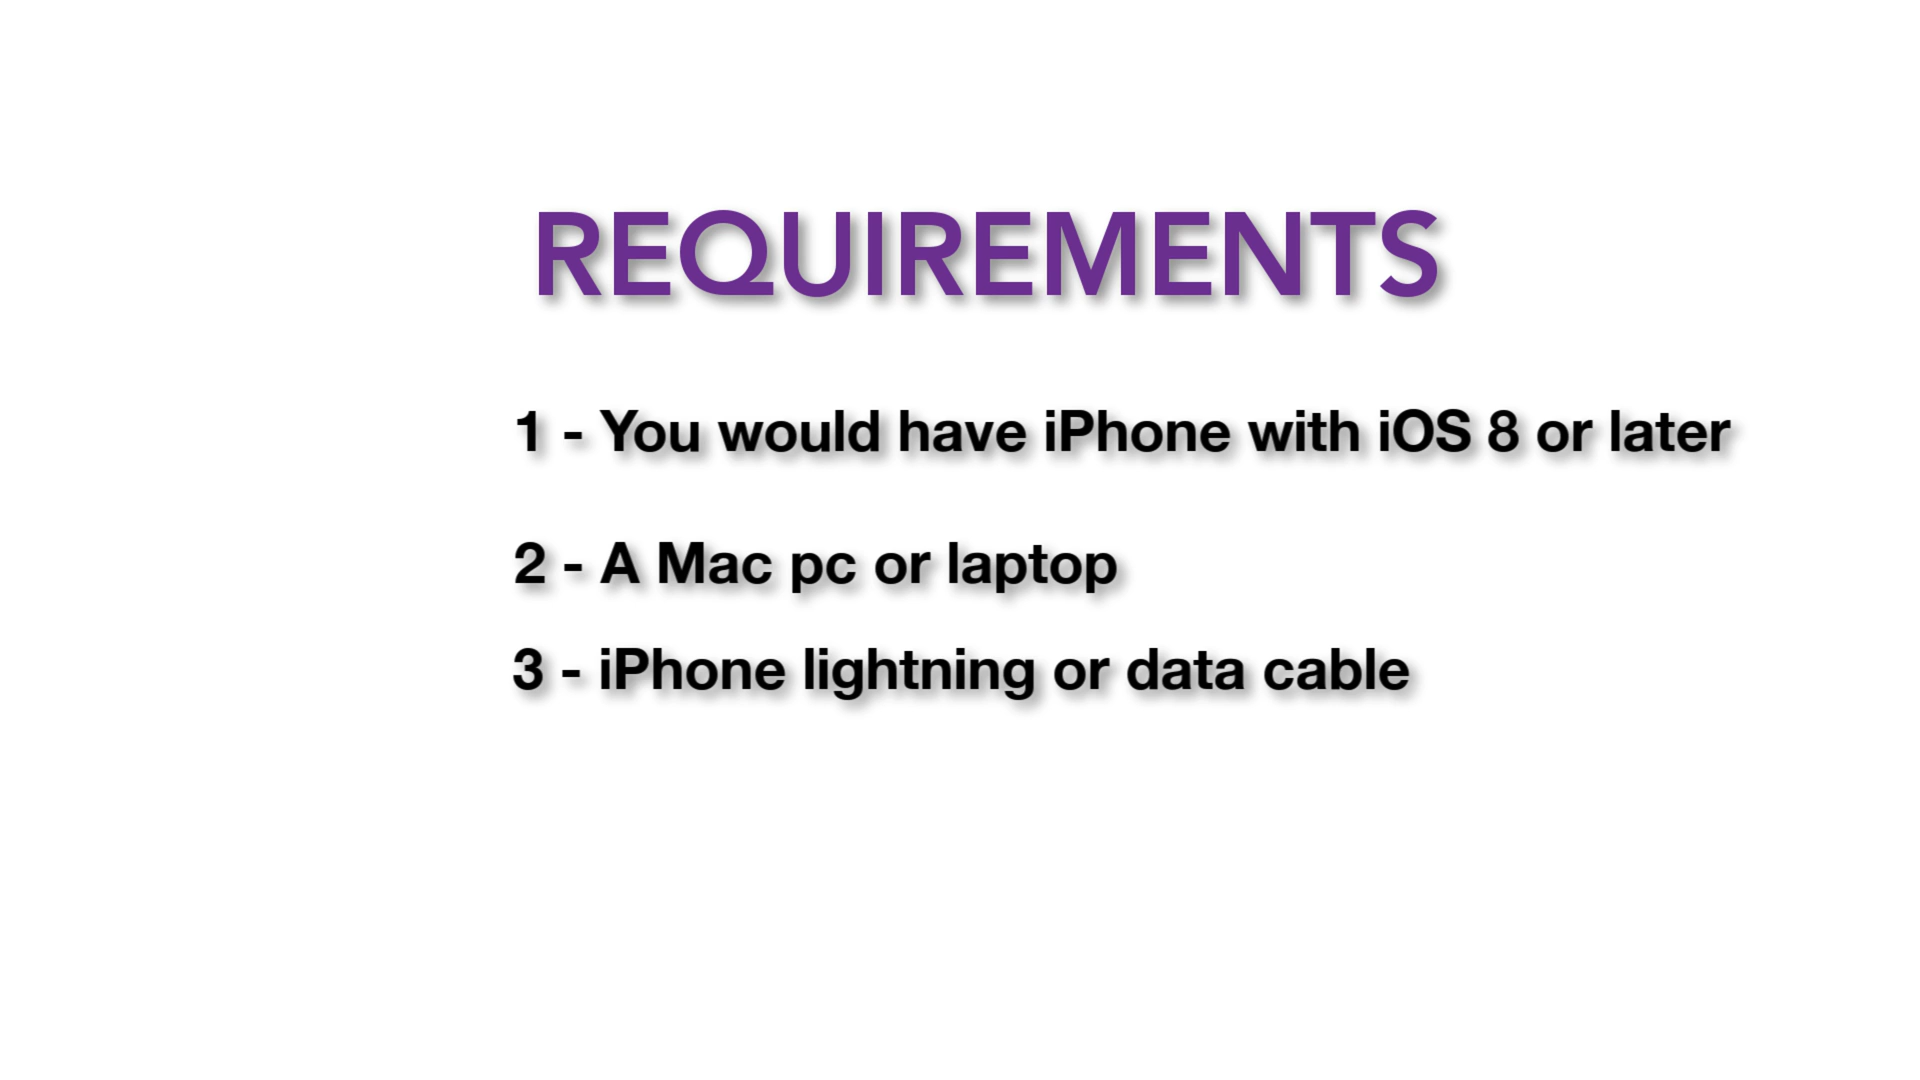 REQUIREMENTS
1 - You would have iPhone with iOS 8 or later
2 - A Mac pc or laptop
3 - iPhone lightning or data cable